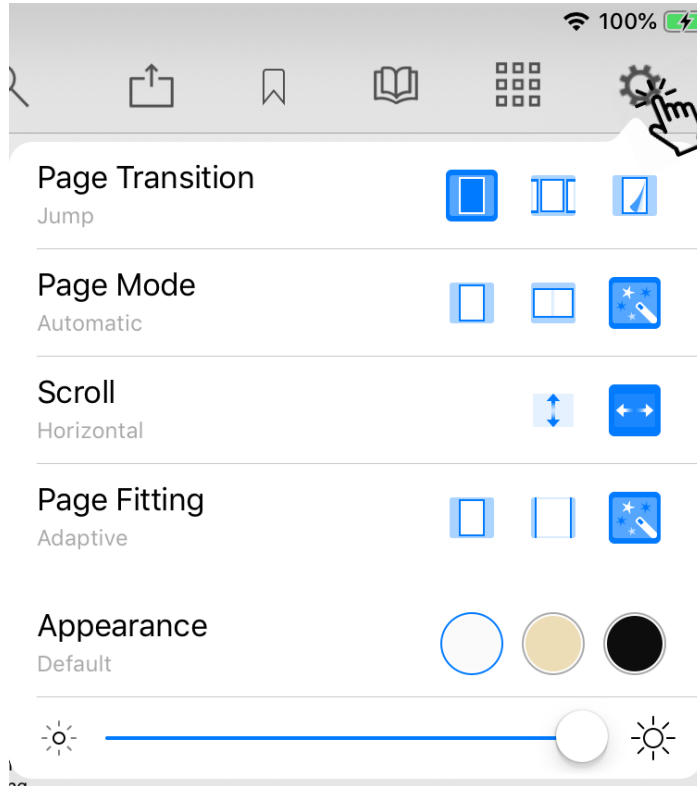 100%
Page Transition
Jump
Page Mode
Automatic
Scroll
Horizontal
Page Fitting
Adaptive
Appearance
Default